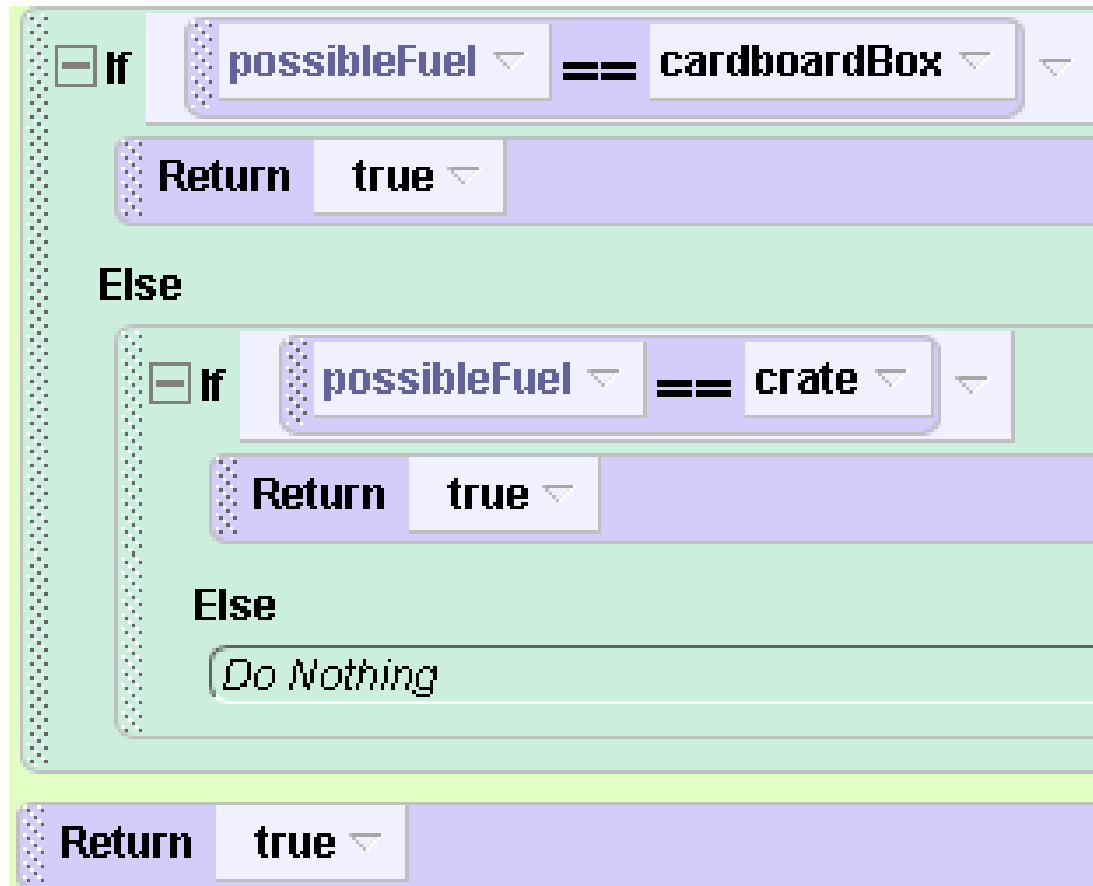 If possibleFuel == cardboardBox
Return true
Else
If possibleFuel == crate
Return true
Else
Do Nothing
Return true